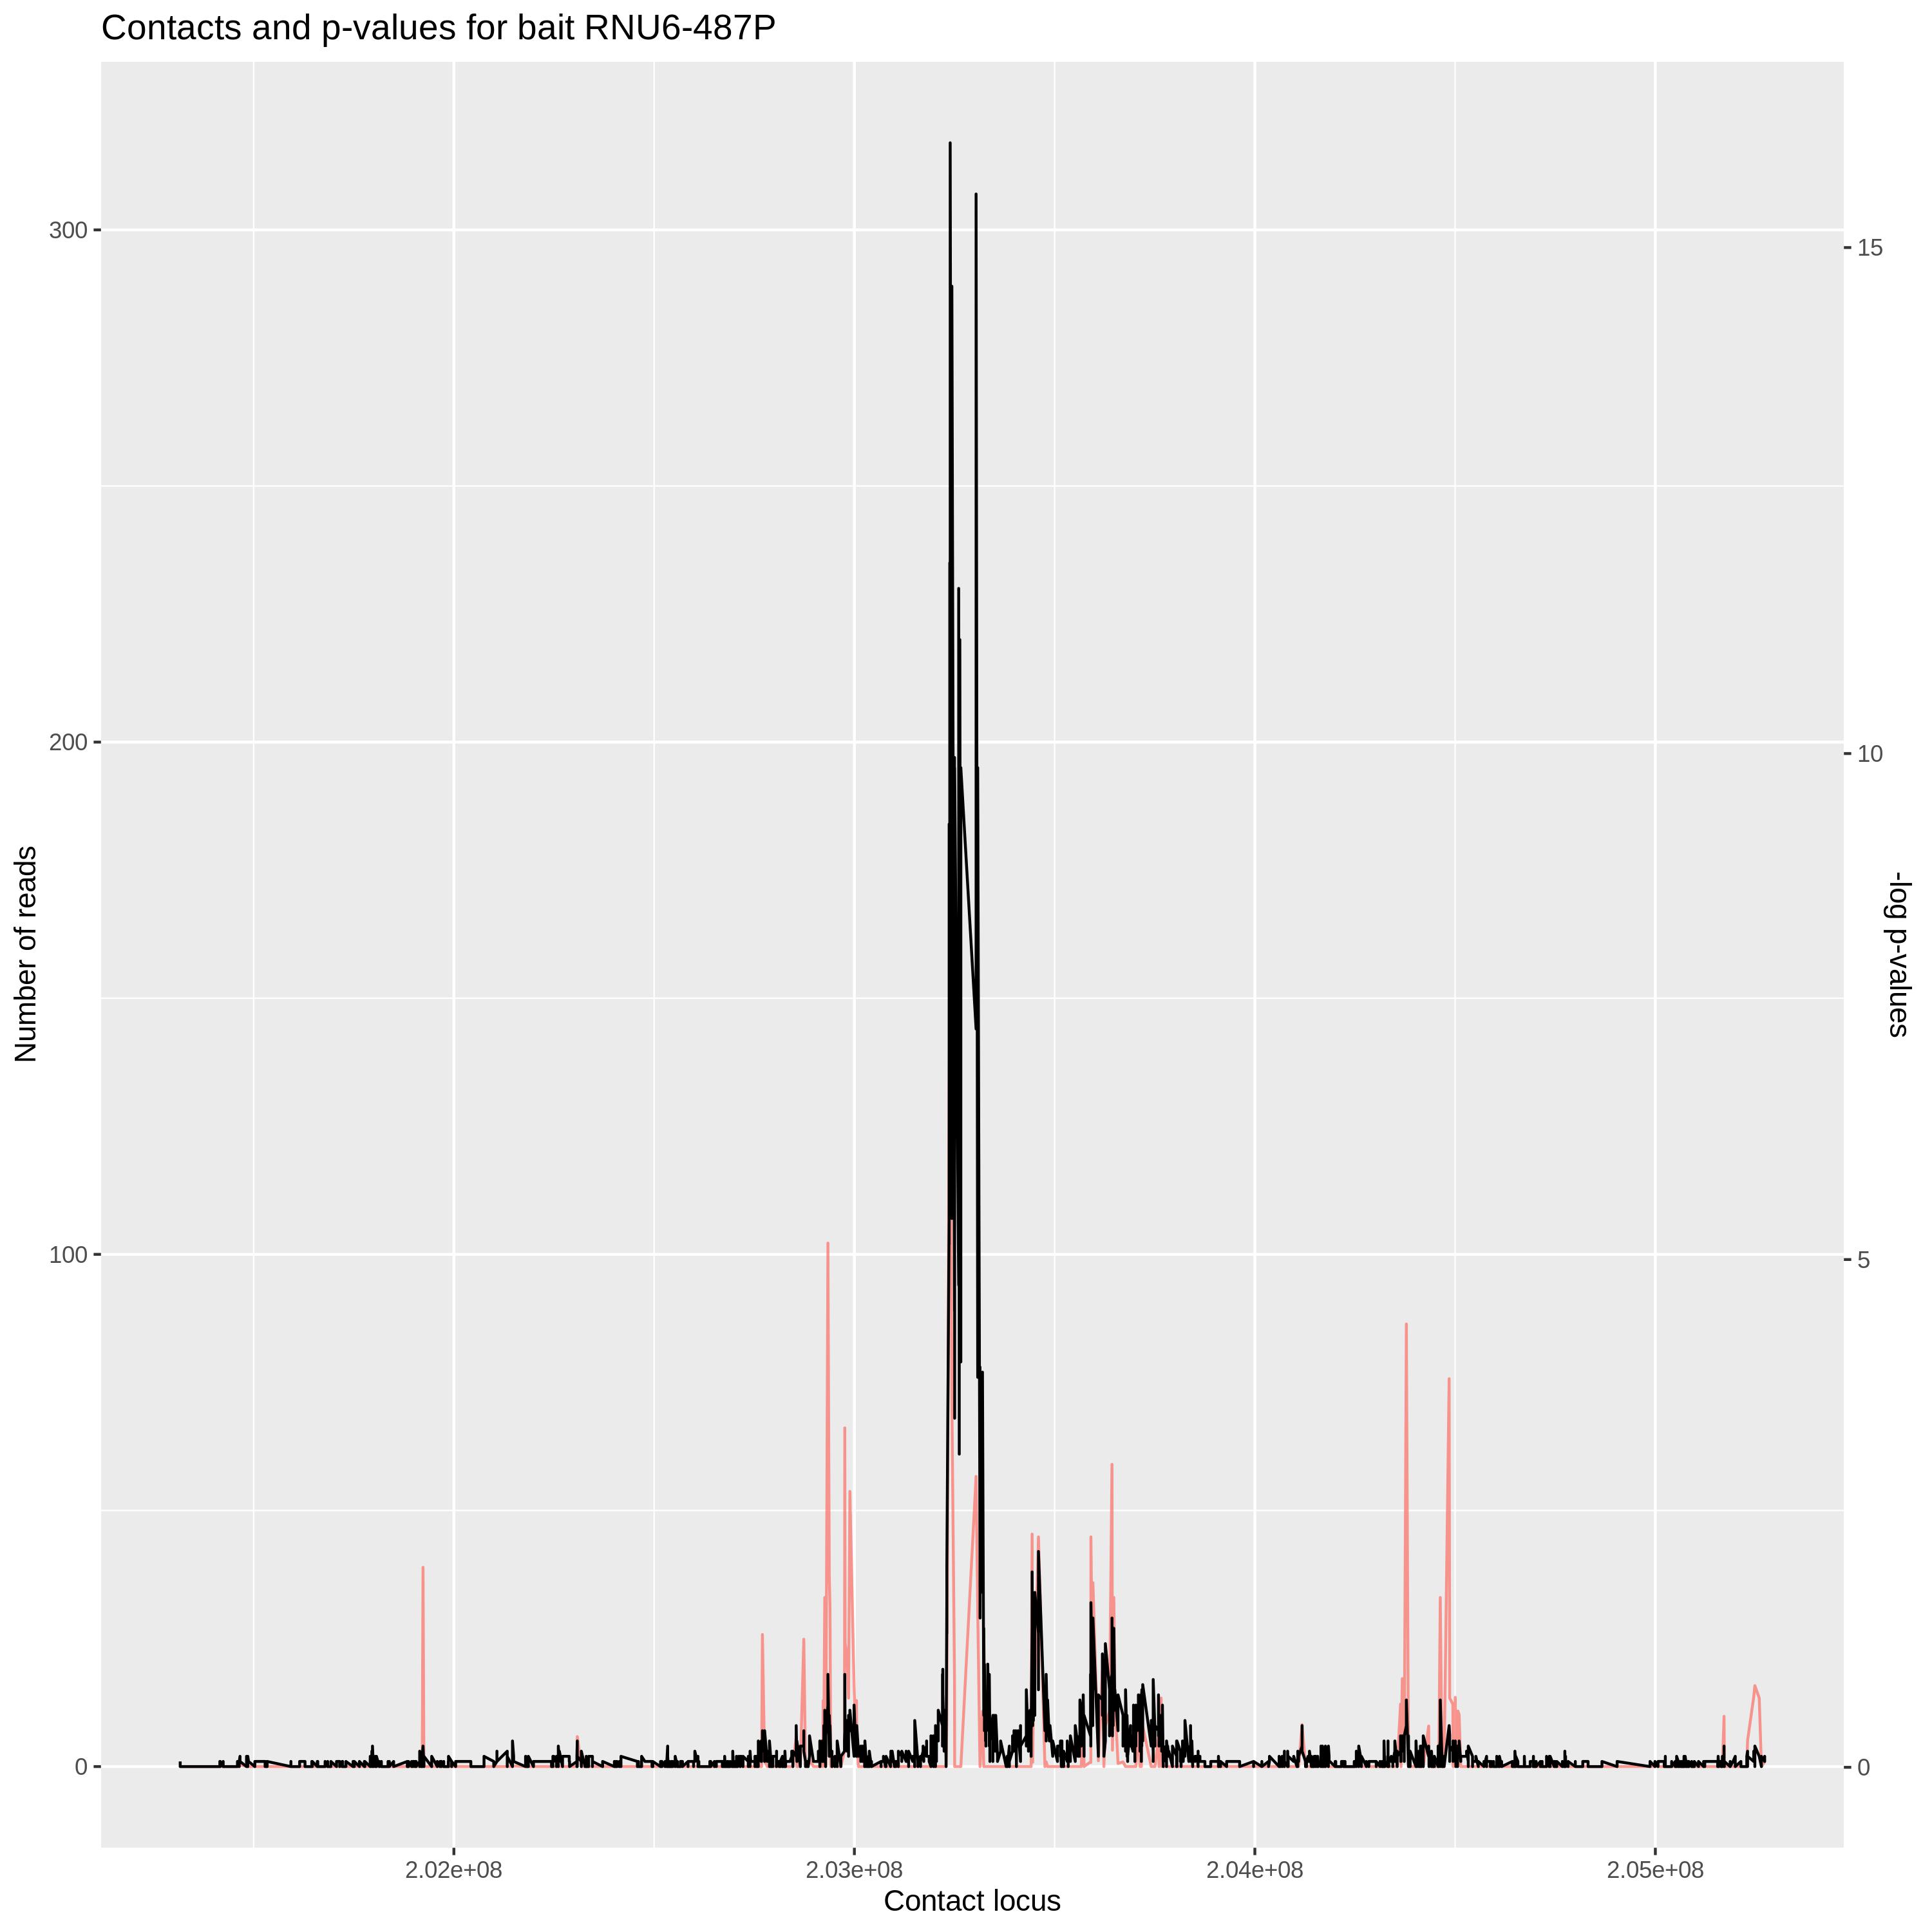 Contacts and p-values for bait RNU6-487P
300
200
100
0
Number of reads
15
10
5
0
-log p-values
2.02e+08
2.03e+08
2.04e+08
2.05e+08
Contact locus